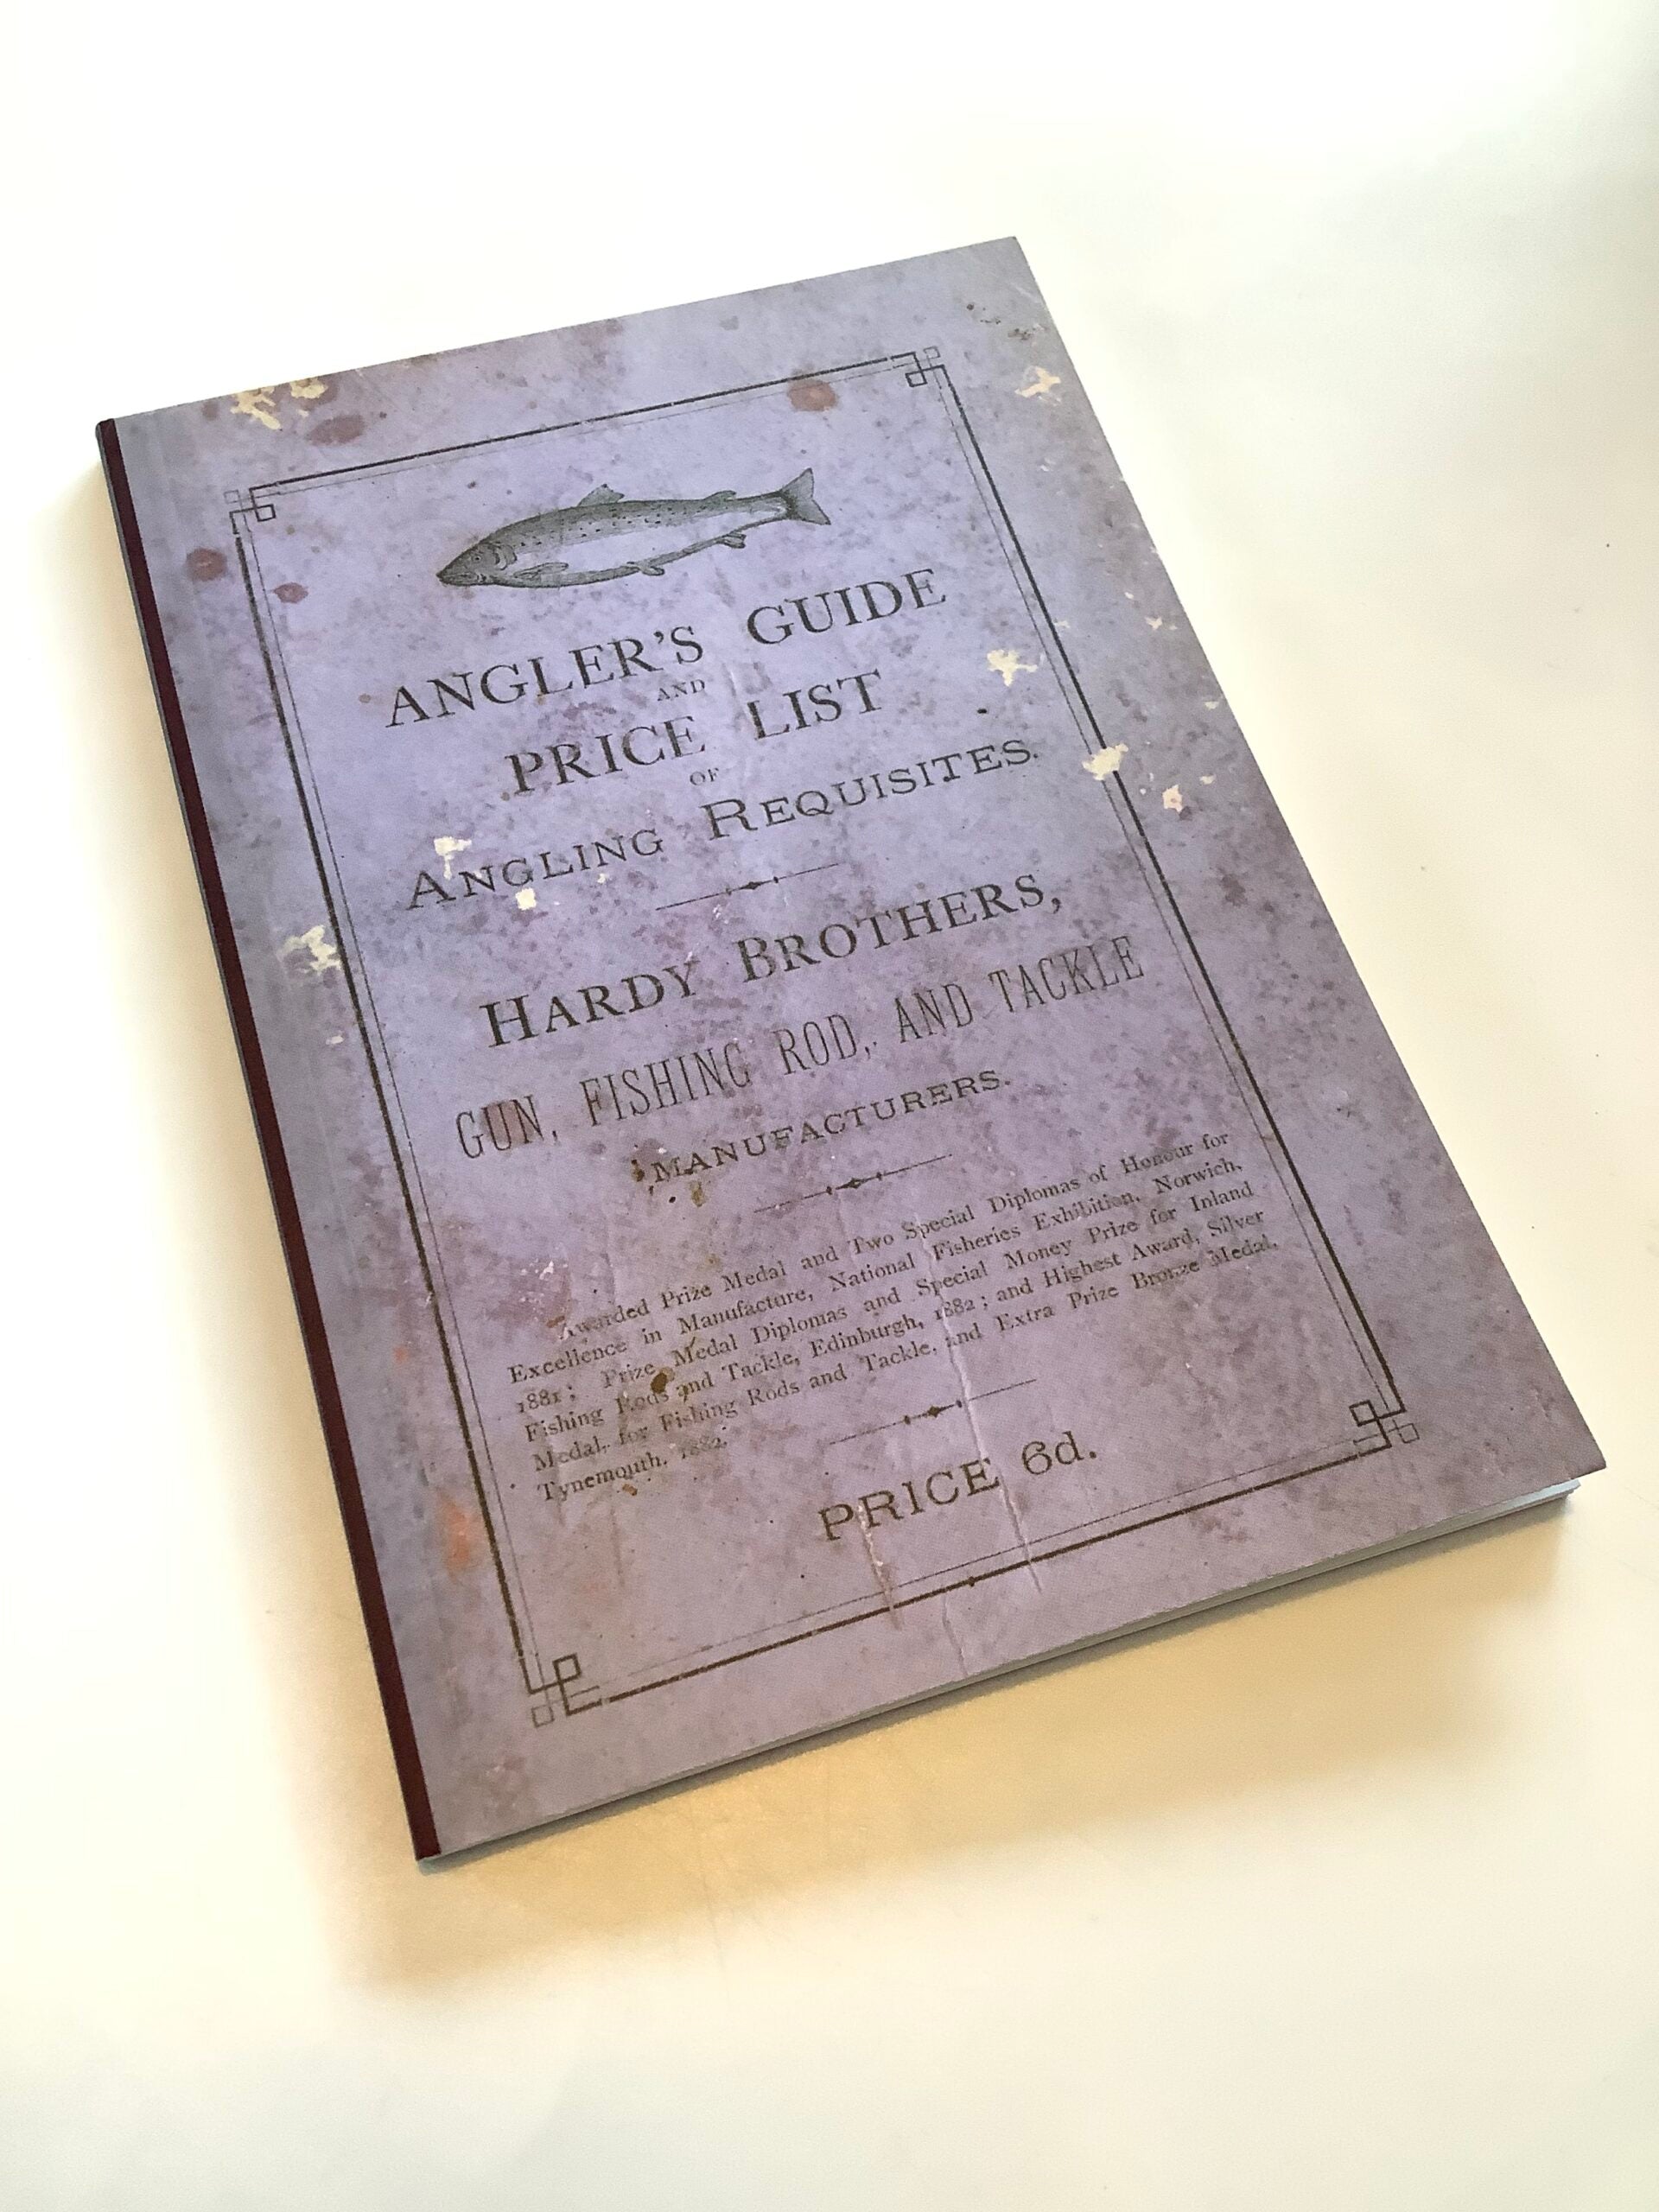 ANGLER'S GUIDE
AND
PRICE LIST
OF
ANGLING REQUISITES.
HARDY BROTHERS,
GUN, FISHING ROD, AND TACKLE
MANUFACTURERS.
Awarded Prize Medal and Two Special Diplomas of Honour for
Excellence in Manufacture, National Fisheries Exhibition, Norwich,
1881; Prize Medal Diplomas and Special Money Prize for Inland
Fishing Rods and Tackle, Edinburgh, 1882; and Highest Award, Silver
Medal, for Fishing Rods and Tackle, and Extra Prize Bronze Medal,
Tynemouth, 1882.
PRICE 6d.